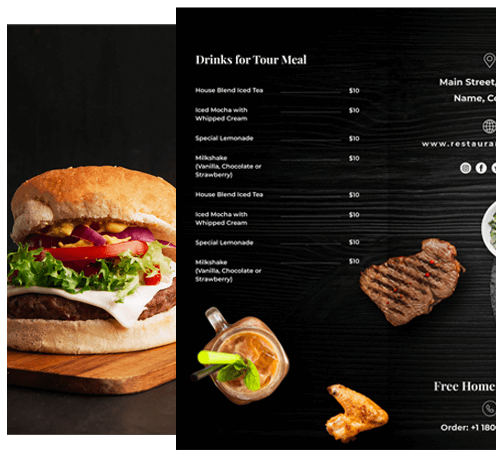 Drinks for Tour Meal
House Blend Iced Tea $10
Iced Mocha with $10
Whipped Cream
Special Lemonade $10
Milkshake $10
(Vanilla, Chocolate or
Strawberry)
House Blend Iced Tea $10
Iced Mocha with $10
Whipped Cream
Special Lemonade $10
Milkshake $10
(Vanilla, Chocolate or
Strawberry)
Main Street,
Name, Co
www.restaura
Free Home
Order: +1 180